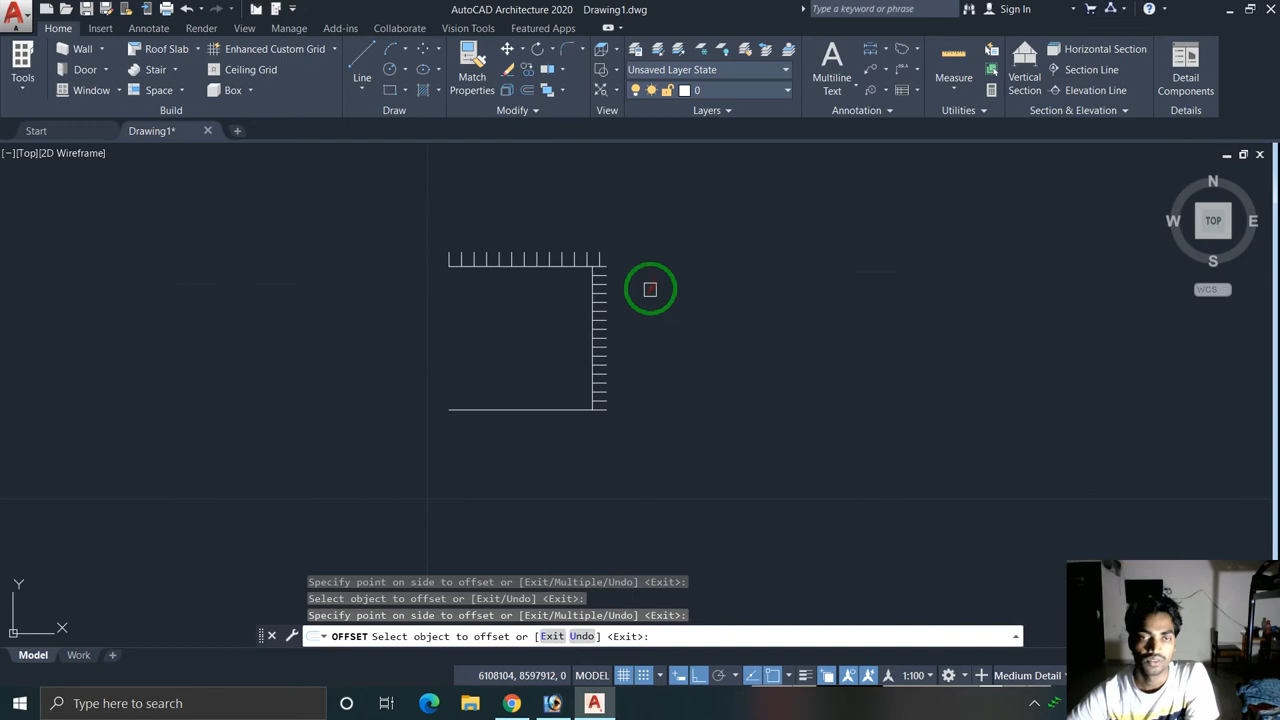 AutoCAD Architecture 2020 Drawing1.dwg
Type a keyword or phrase
Sign In
Home Insert Annotate Render View Manage Add-ins Collaborate Vision Tools Featured Apps
Tools
Wall
Door
Window
Roof Slab
Stair
Space
Enhanced Custom Grid
Ceiling Grid
Box
Build
Line
Draw
Match
Properties
Modify
View
Unsaved Layer State
0
Layers
Multiline
Text
Annotation
Measure
Utilities
Vertical
Section
Horizontal Section
Section Line
Elevation Line
Section & Elevation
Detail
Components
Details
Start Drawing1*
[−][Top][2D Wireframe]
N
W TOP E
S
WCS
Y
X
Specify point on side to offset or [Exit/Multiple/Undo] <Exit>:
Select object to offset or [Exit/Undo] <Exit>:
Specify point on side to offset or [Exit/Multiple/Undo] <Exit>:
OFFSET Select object to offset or [Exit Undo] <Exit>:
Model Work
6108104, 8597912, 0 MODEL 1:100 Medium Detail
Type here to search